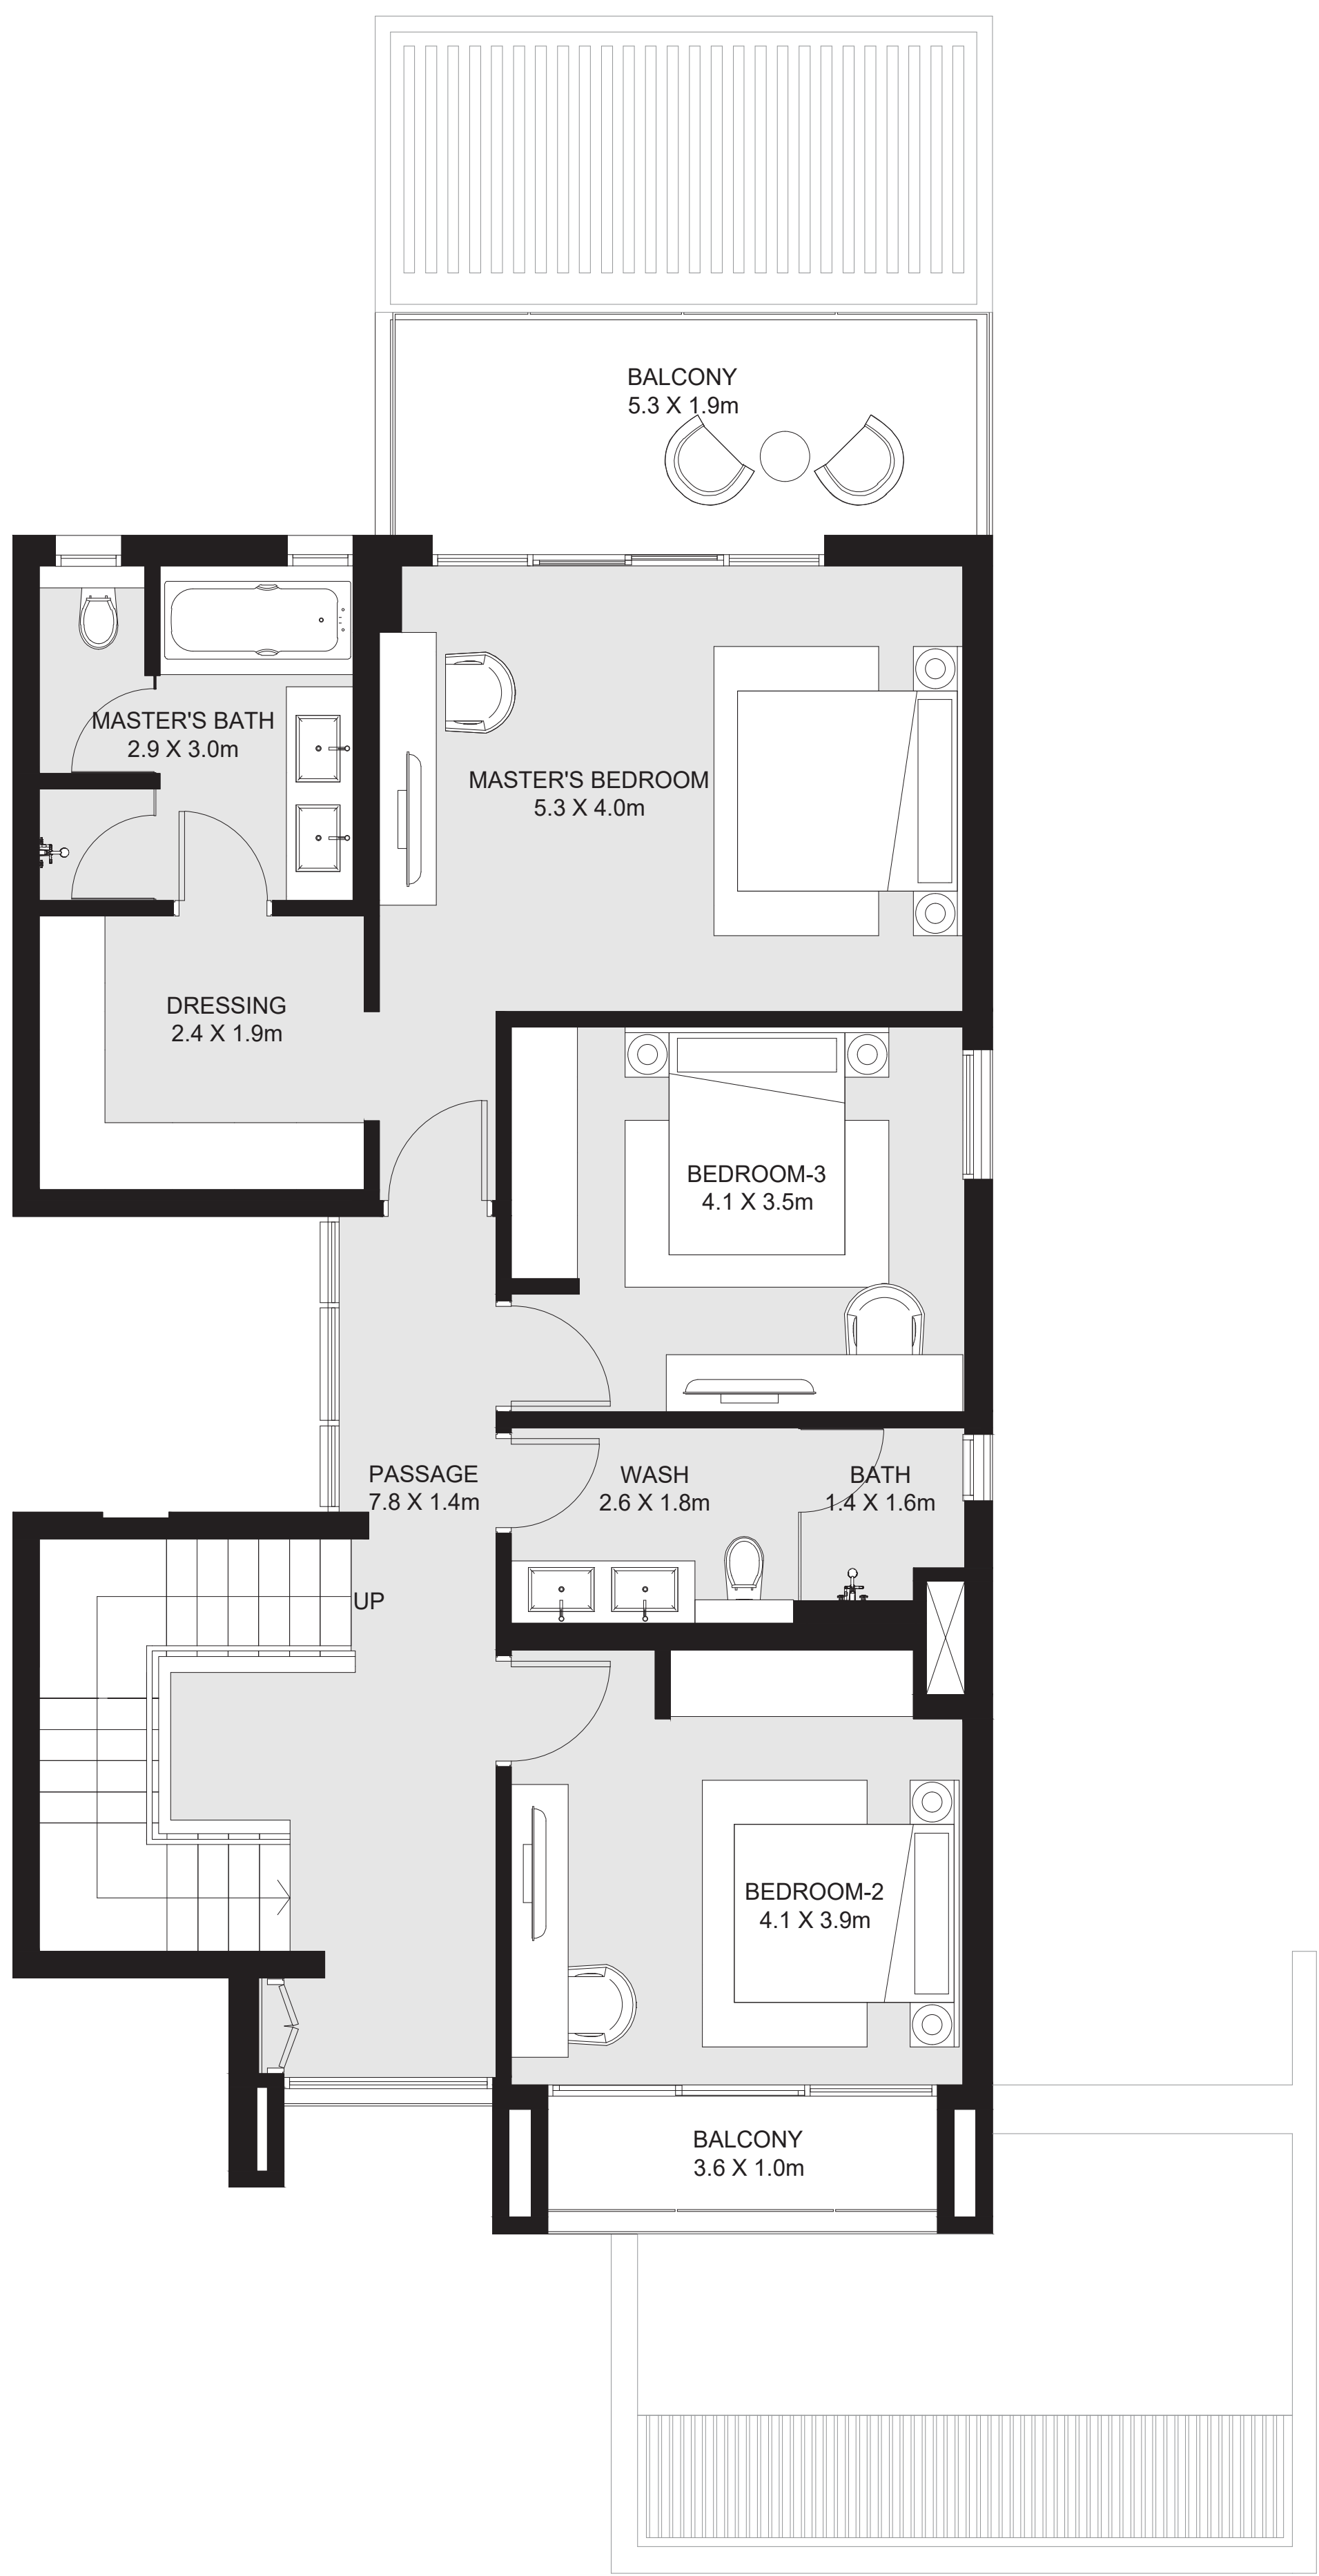 BALCONY
5.3 X 1.9m
MASTER'S BATH
2.9 X 3.0m
MASTER'S BEDROOM
5.3 X 4.0m
DRESSING
2.4 X 1.9m
BEDROOM-3
4.1 X 3.5m
PASSAGE
7.8 X 1.4m
WASH
2.6 X 1.8m
BATH
1.4 X 1.6m
UP
BEDROOM-2
4.1 X 3.9m
BALCONY
3.6 X 1.0m